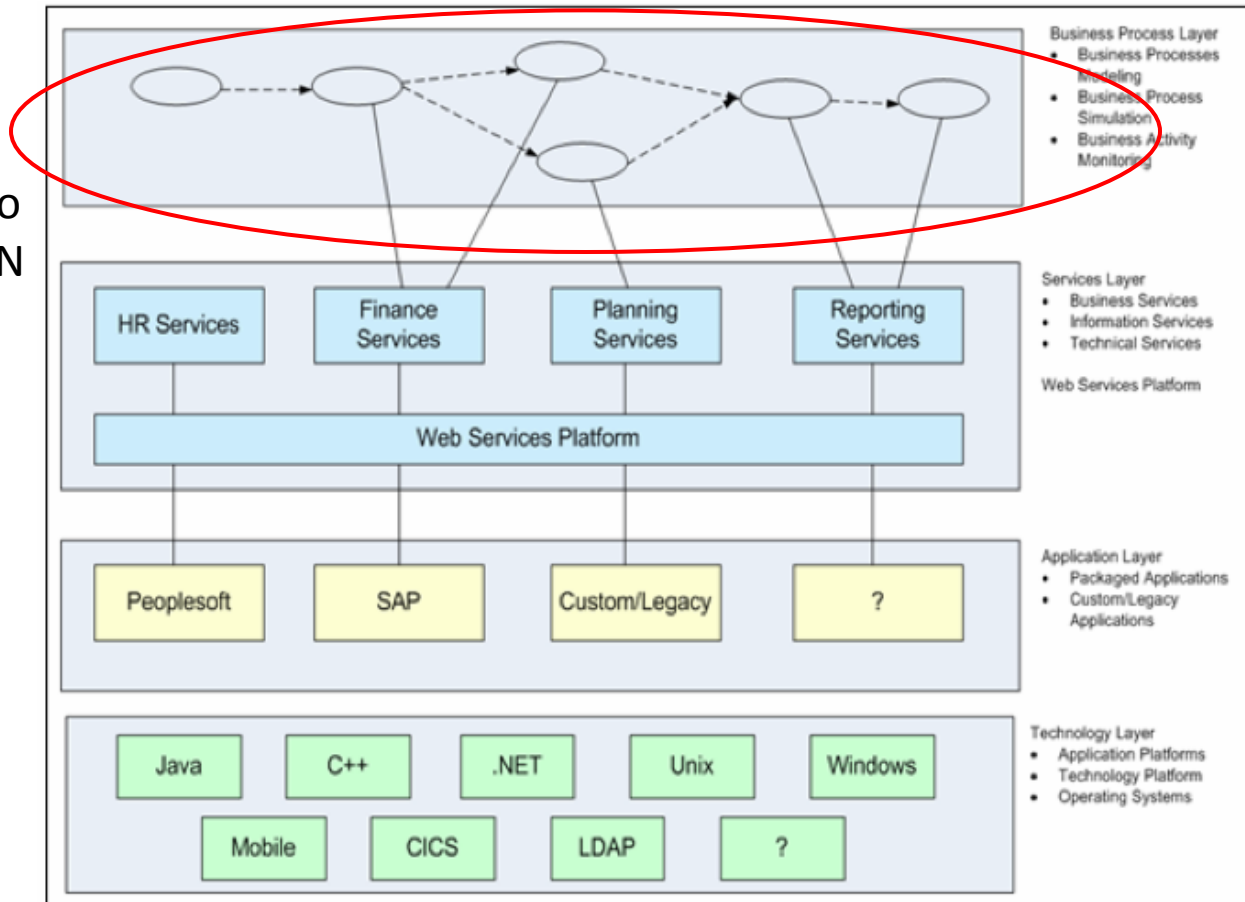 o
N
Business Process Layer
• Business Processes
Modeling
• Business Process
Simulation
• Business Activity
Monitoring
HR Services
Finance
Services
Planning
Services
Reporting
Services
Web Services Platform
Services Layer
• Business Services
• Information Services
• Technical Services
Web Services Platform
Peoplesoft
SAP
Custom/Legacy
?
Application Layer
• Packaged Applications
• Custom/Legacy
Applications
Java
C++
.NET
Unix
Windows
Mobile
CICS
LDAP
?
Technology Layer
• Application Platforms
• Technology Platform
• Operating Systems